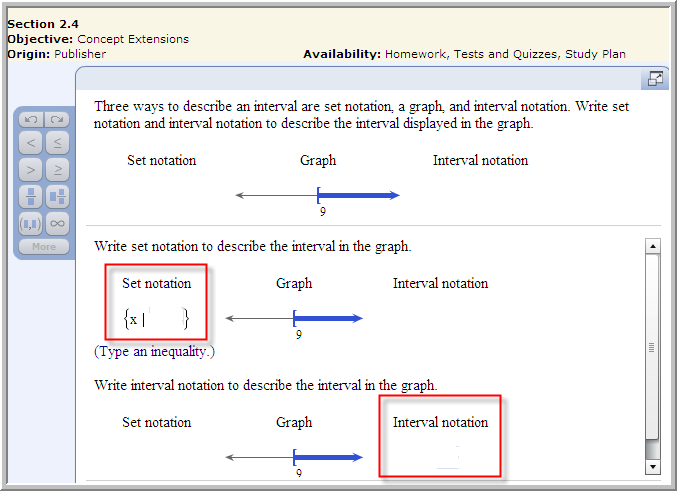 Section 2.4
Objective: Concept Extensions
Origin: Publisher Availability: Homework, Tests and Quizzes, Study Plan
Three ways to describe an interval are set notation, a graph, and interval notation. Write set
notation and interval notation to describe the interval displayed in the graph.
Set notation Graph Interval notation
9
< ≤
> ≥
(▮,▮) ∞
More
Write set notation to describe the interval in the graph.
Set notation Graph Interval notation
{x | }
9
(Type an inequality.)
Write interval notation to describe the interval in the graph.
Set notation Graph Interval notation
9